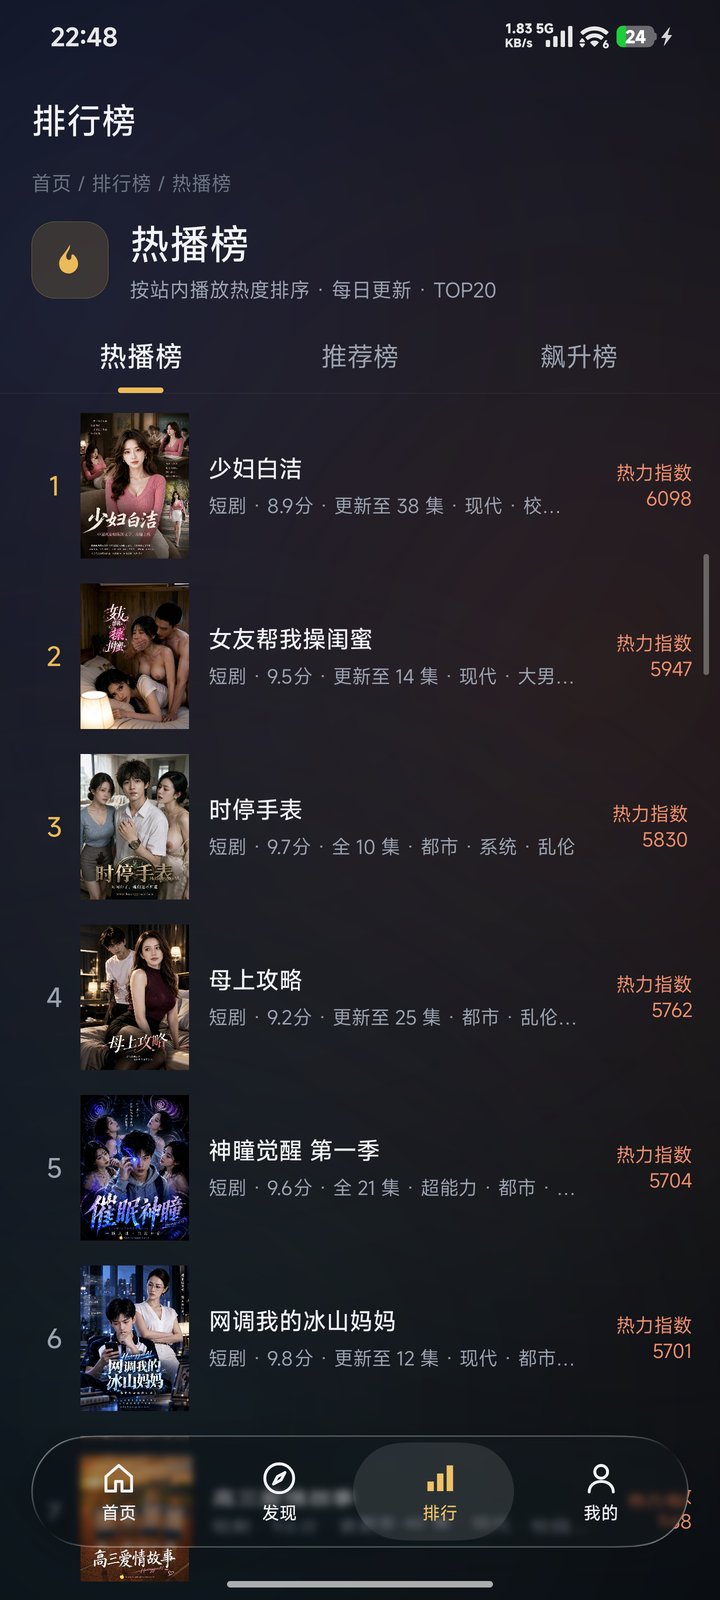 22:48
1.83 5G
KB/s
6
24
排行榜
首页 / 排行榜 / 热播榜
热播榜
按站内播放热度排序 · 每日更新 · TOP20
热播榜 推荐榜 飙升榜
1
少妇白洁
少妇白洁
短剧 · 8.9分 · 更新至 38 集 · 现代 · 校...
热力指数
6098
2
女友帮我操闺蜜
短剧 · 9.5分 · 更新至 14 集 · 现代 · 大男...
热力指数
5947
3
时停手表
时停手表
短剧 · 9.7分 · 全 10 集 · 都市 · 系统 · 乱伦
热力指数
5830
4
母上攻略
母上攻略
短剧 · 9.2分 · 更新至 25 集 · 都市 · 乱伦...
热力指数
5762
5
催眠神瞳
神瞳觉醒 第一季
短剧 · 9.6分 · 全 21 集 · 超能力 · 都市 · ...
热力指数
5704
6
网调我的
冰山妈妈
网调我的冰山妈妈
短剧 · 9.8分 · 更新至 12 集 · 现代 · 都市...
热力指数
5701
首页 发现 排行 我的
高三爱情故事